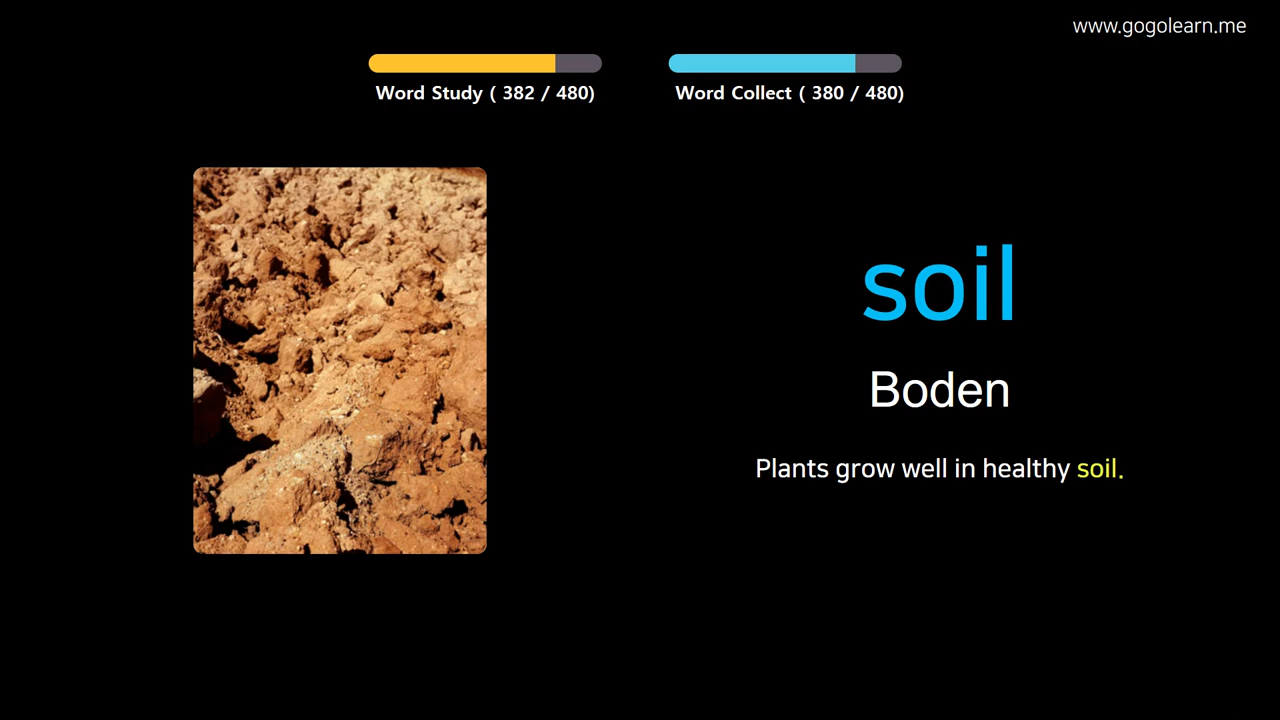 www.gogolearn.me
Word Study ( 382 / 480)
Word Collect ( 380 / 480)
soil
Boden
Plants grow well in healthy soil.